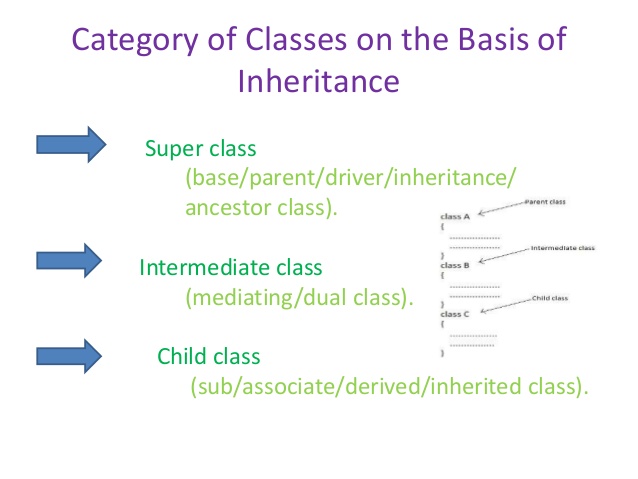 Category of Classes on the Basis of
Inheritance
Super class
(base/parent/driver/inheritance/
ancestor class).
Intermediate class
(mediating/dual class).
Child class
(sub/associate/derived/inherited class).
Parent class
class A
{
------------------
------------------
}
Intermediate class
class B
{
------------------
------------------
}
Child class
class C
{
-----------------
----------------
}